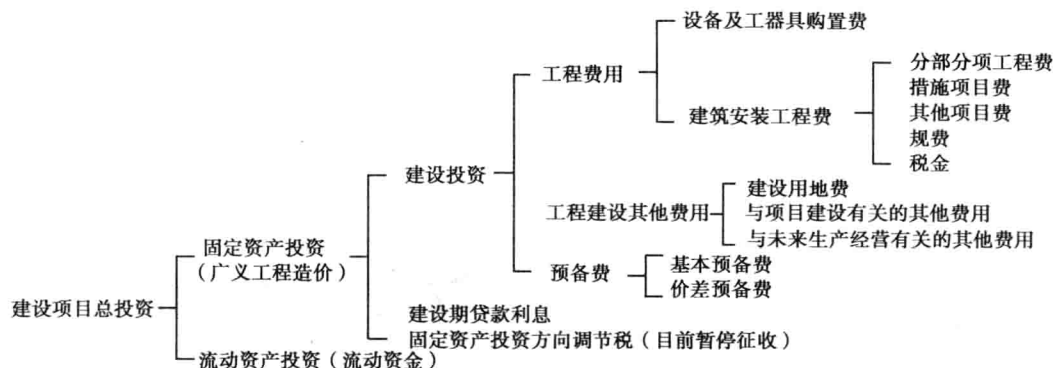 设备及工器具购置费
分部分项工程费
工程费用
措施项目费
建筑安装工程费
其他项目费
规费
税金
建设投资
建设用地费
工程建设其他费用
与项目建设有关的其他费用
与未来生产经营有关的其他费用
固定资产投资
(广义工程造价)
预备费
基本预备费
价差预备费
建设项目总投资
建设期贷款利息
固定资产投资方向调节税(目前暂停征收)
流动资产投资(流动资金)